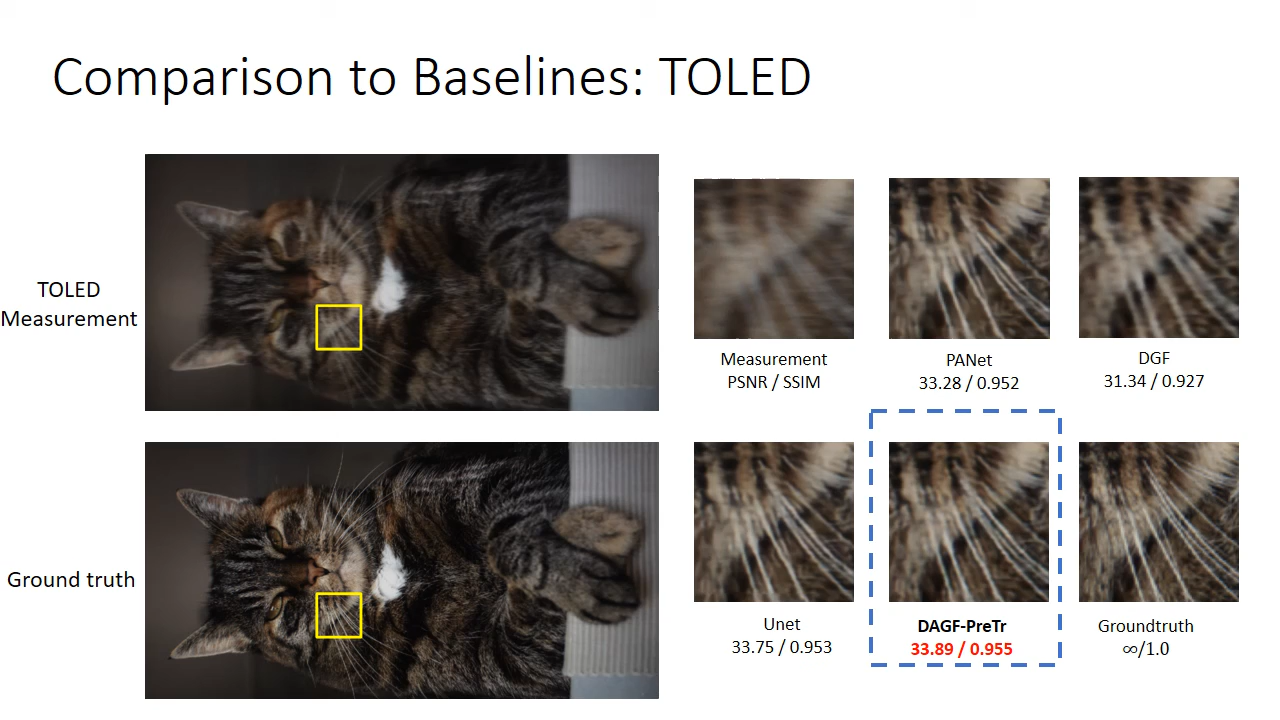 Comparison to Baselines: TOLED
TOLED
Measurement
Measurement
PSNR / SSIM
PANet
33.28 / 0.952
DGF
31.34 / 0.927
Ground truth
Unet
33.75 / 0.953
DAGF-PreTr
33.89 / 0.955
Groundtruth
∞/1.0